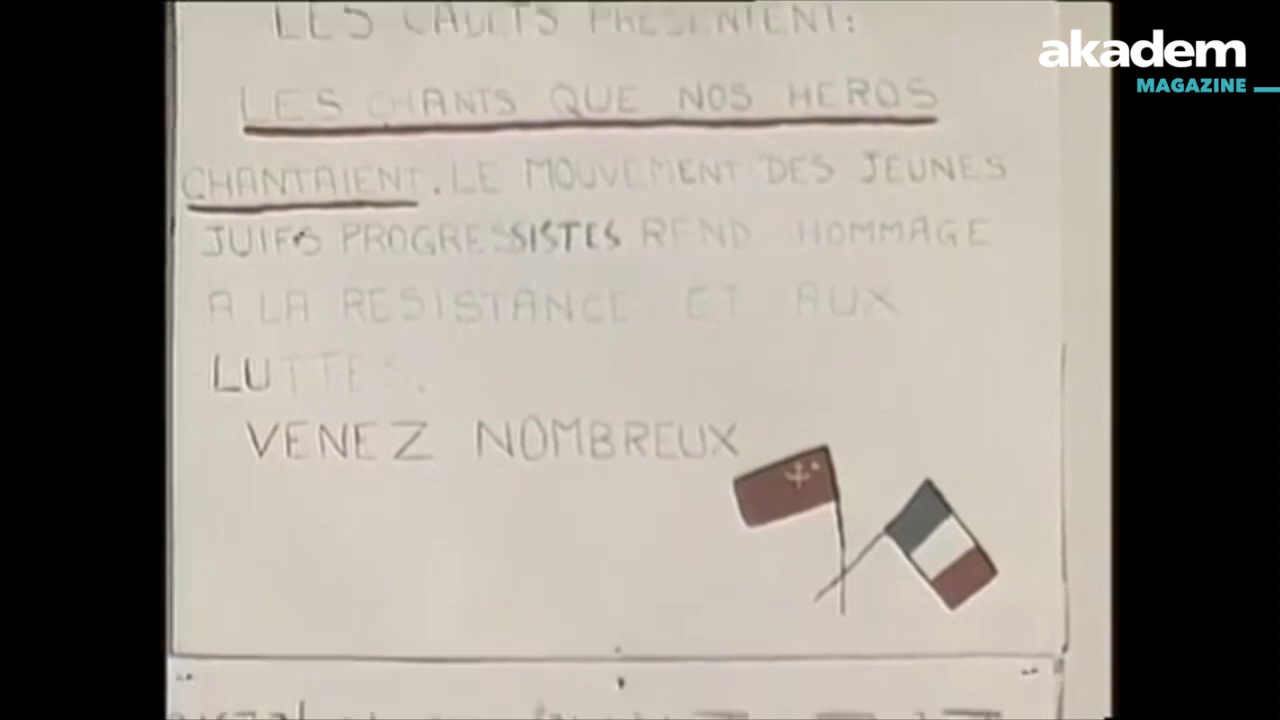 LES CADETS PRESENTENT:
akadem
MAGAZINE
LES CHANTS QUE NOS HEROS
CHANTAIENT. LE MOUVEMENT DES JEUNES
JUIFS PROGRESSISTES REND HOMMAGE
A LA RESISTANCE ET AUX
LUTTES.
VENEZ NOMBREUX